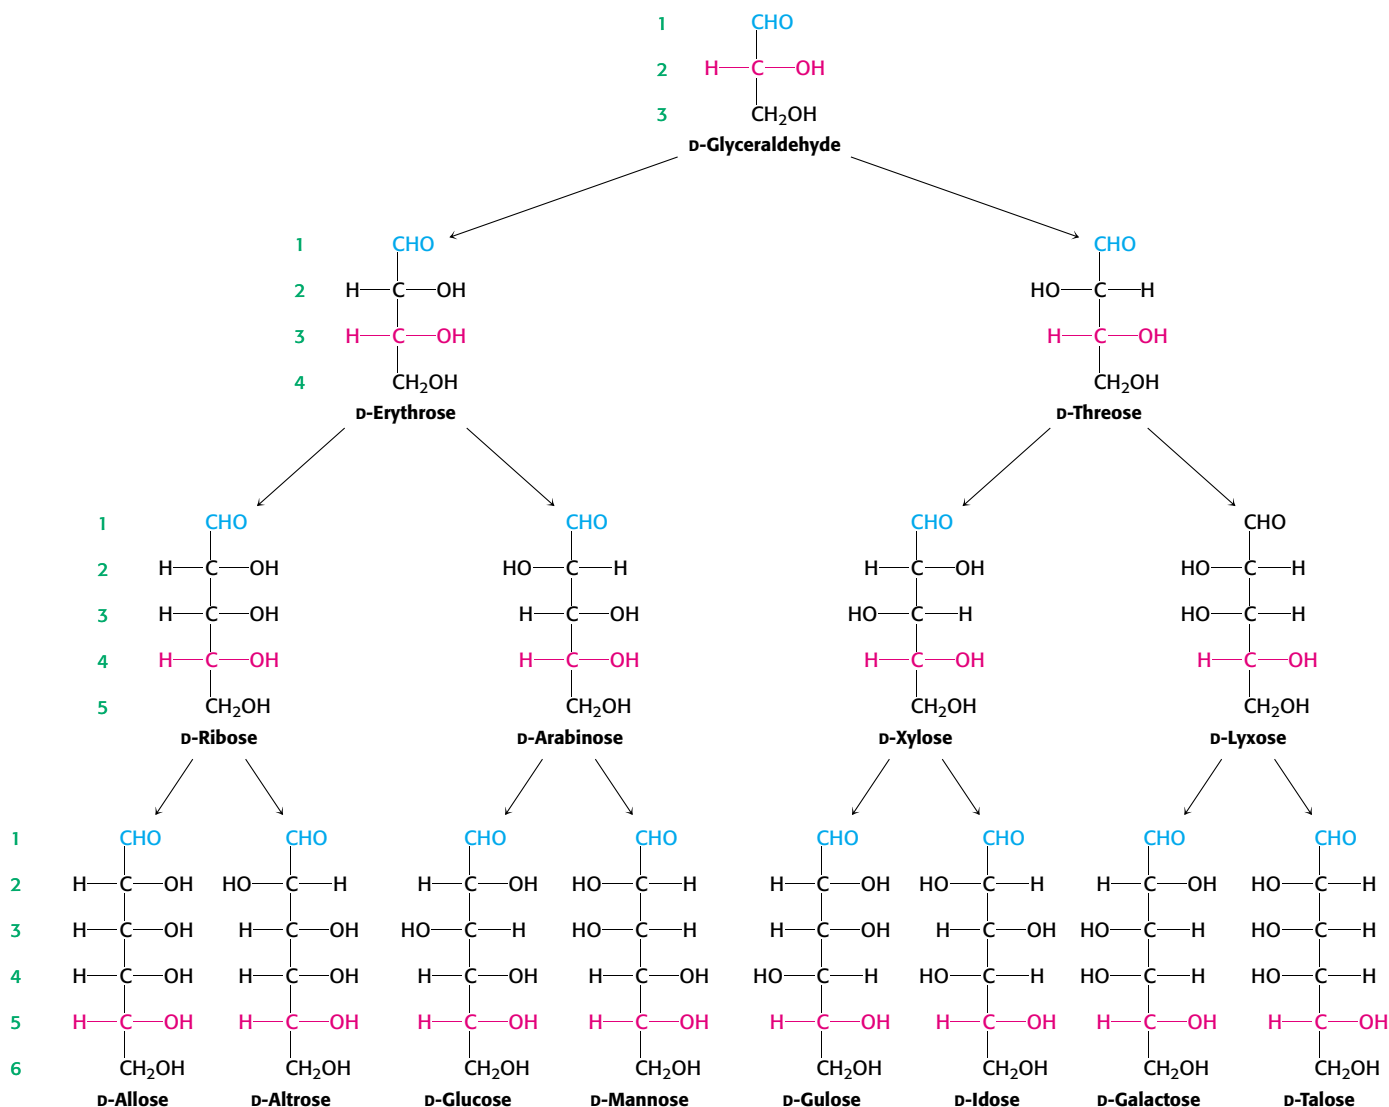 1 CHO
2 H C OH
3 CH₂OH
D-Glyceraldehyde
1 CHO CHO
2 H C OH HO C H
3 H C OH H C OH
4 CH₂OH CH₂OH
D-Erythrose D-Threose
1 CHO CHO CHO CHO
2 H C OH HO C H H C OH HO C H
3 H C OH H C OH HO C H HO C H
4 H C OH H C OH H C OH H C OH
5 CH₂OH CH₂OH CH₂OH CH₂OH
D-Ribose D-Arabinose D-Xylose D-Lyxose
1 CHO CHO CHO CHO CHO CHO CHO CHO
2 H C OH HO C H H C OH HO C H H C OH HO C H H C OH HO C H
3 H C OH H C OH HO C H HO C H H C OH H C OH HO C H HO C H
4 H C OH H C OH H C OH H C OH HO C H HO C H HO C H HO C H
5 H C OH H C OH H C OH H C OH H C OH H C OH H C OH H C OH
6 CH₂OH CH₂OH CH₂OH CH₂OH CH₂OH CH₂OH CH₂OH CH₂OH
D-Allose D-Altrose D-Glucose D-Mannose D-Gulose D-Idose D-Galactose D-Talose